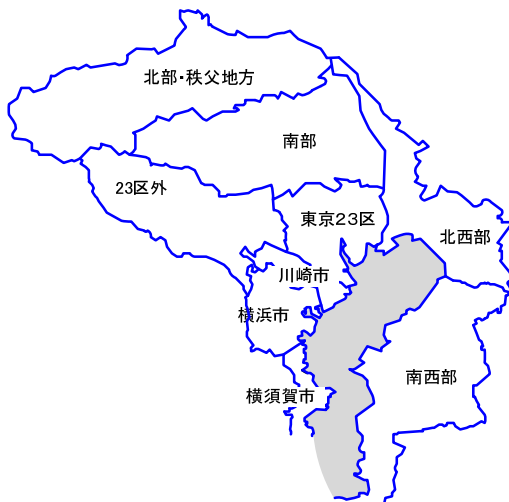 北部・秩父地方
南部
23区外
東京23区
北西部
川崎市
横浜市
南西部
横須賀市